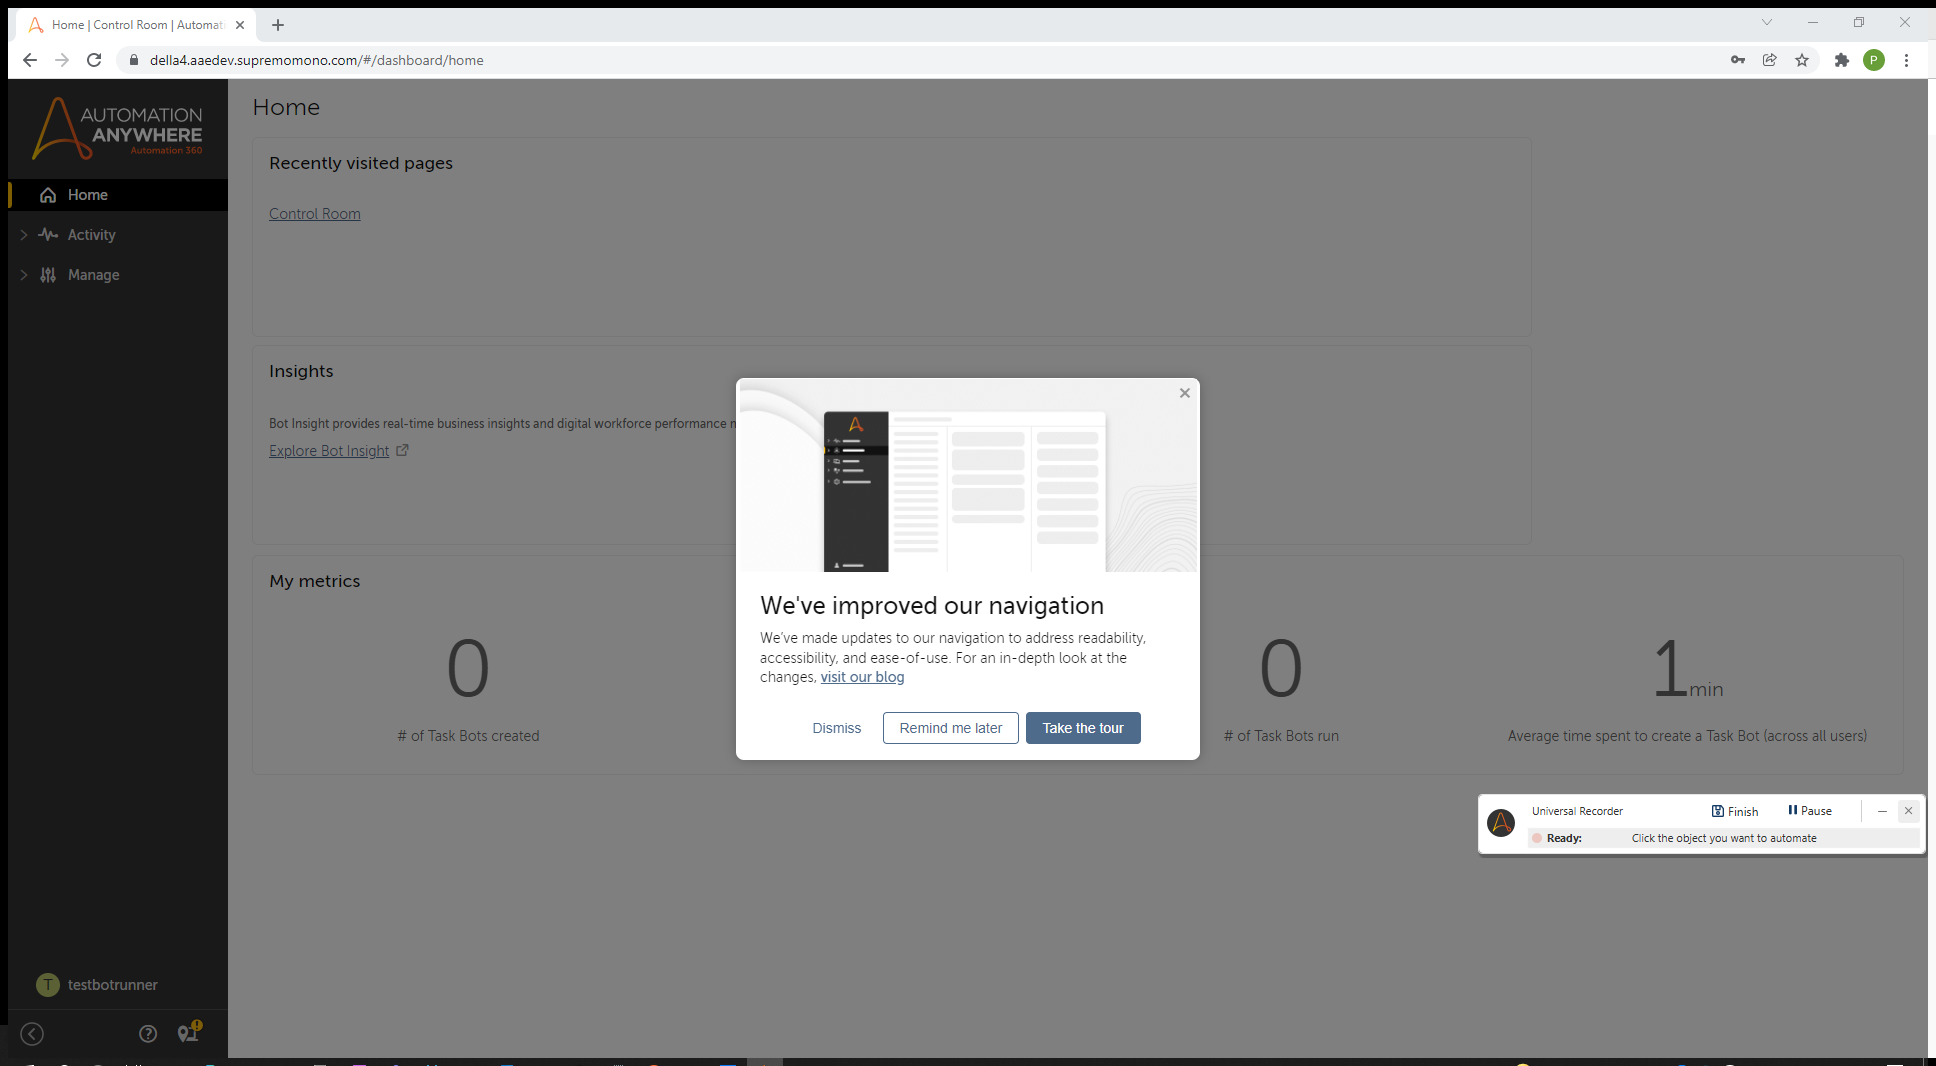 Home | Control Room | Automat
della4.aaedev.supremomono.com/#/dashboard/home
P
AUTOMATION
ANYWHERE
Automation 360
Home
Activity
Manage
testbotrunner
T
Home
Recently visited pages
Control Room
Insights
Bot Insight provides real-time business insights and digital workforce performance
Explore Bot Insight
My metrics
0
# of Task Bots created
0
# of Task Bots run
1min
Average time spent to create a Task Bot (across all users)
We've improved our navigation
We've made updates to our navigation to address readability,
accessibility, and ease-of-use. For an in-depth look at the
changes, visit our blog
Dismiss
Remind me later
Take the tour
Universal Recorder
Finish
Pause
Ready:
Click the object you want to automate